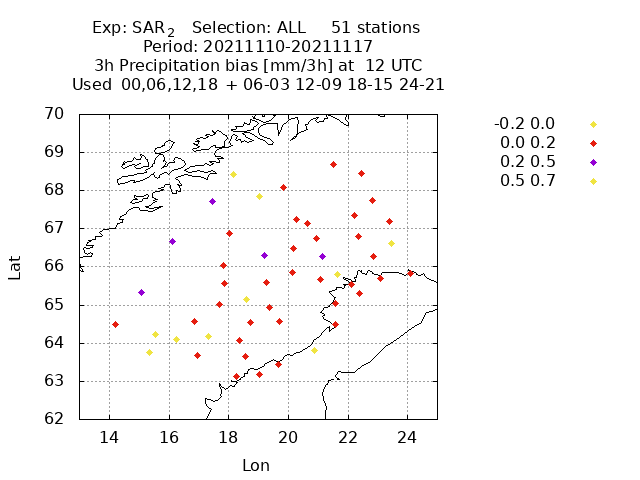 Exp: SAR2 Selection: ALL 51 stations
Period: 20211110-20211117
3h Precipitation bias [mm/3h] at 12 UTC
Used 00,06,12,18 + 06-03 12-09 18-15 24-21
-0.2 0.0
0.0 0.2
0.2 0.5
0.5 0.7
Lat
70
69
68
67
66
65
64
63
62
14 16 18 20 22 24
Lon